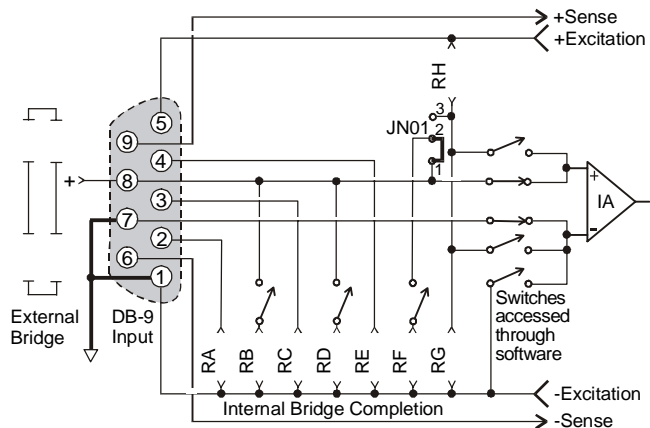 +Sense
+Excitation
RH
JN01
3
2
1
5
9
4
8
3
7
2
6
1
+
+
-
IA
External
Bridge
DB-9
Input
RA
RB
RC
RD
RE
RF
RG
Switches
accessed
through
software
-Excitation
Internal Bridge Completion
-Sense